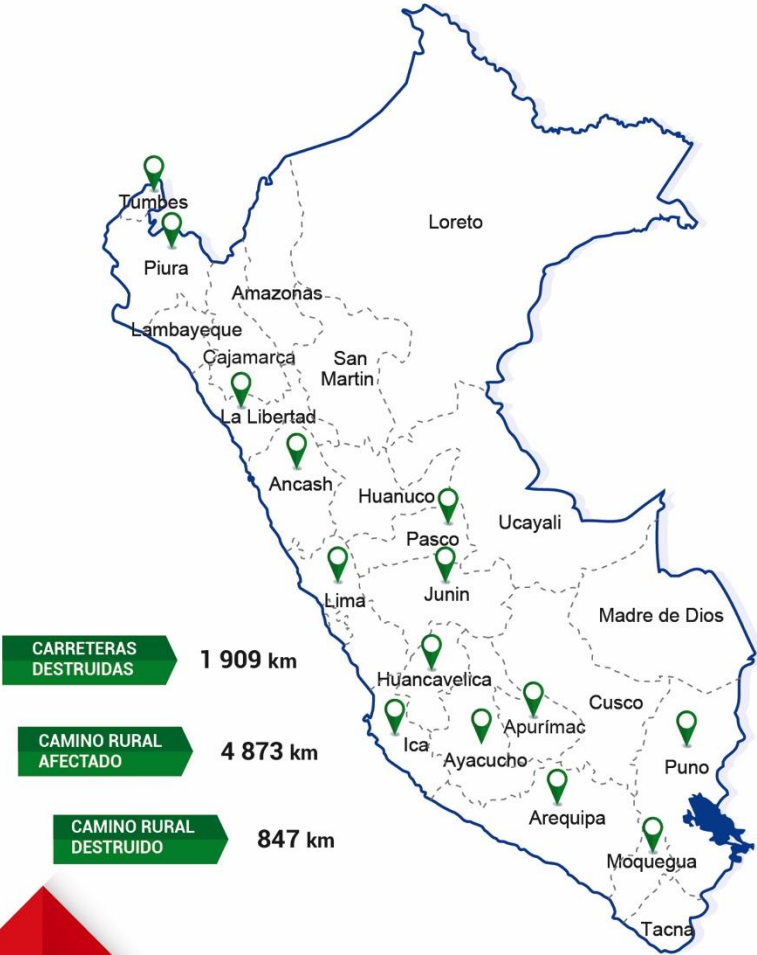 Tumbes
Loreto
Piura
Amazonas
Lambayeque
Cajamarca
San
Martin
La Libertad
Ancash
Huanuco
Ucayali
Pasco
Lima
Junin
Madre de Dios
CARRETERAS
DESTRUIDAS
1 909 km
Huancavelica
Cusco
CAMINO RURAL
AFECTADO
4 873 km
Ica
Ayacucho
Apurímac
Puno
Arequipa
CAMINO RURAL
DESTRUIDO
847 km
Moquegua
Tacna